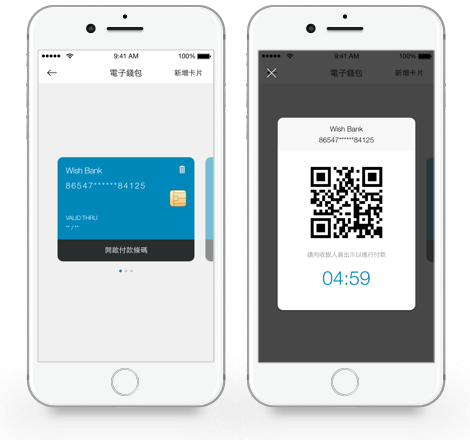 9:41 AM
100%
電子錢包
新增卡片
Wish Bank
86547******84125
VALID THRU
**/**
開啟付款條碼
9:41 AM
100%
電子錢包
新增卡片
Wish Bank
86547******84125
請向收銀人員出示以進行付款
04:59